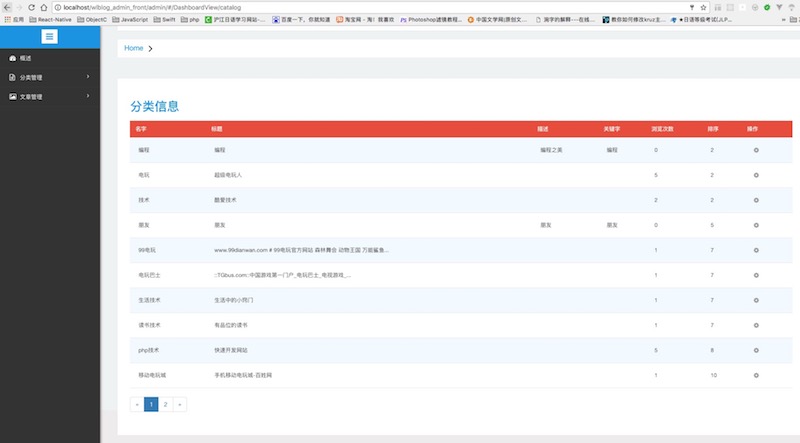 localhost/wlblog_admin_front/admin/#/DashboardView/catalog
应用 React-Native ObjectC JavaScript Swift php 沪江日语学习网站-... 百度一下，你就知道 淘宝网 - 淘！我喜欢 Photoshop滤镜教程... 中国文学网|原创文... 渊字的解释---在线... 教你如何修改kruz主... ★日语等级考试(JLP... »
Home
概述
分类管理
文章管理
分类信息
名字 标题 描述 关键字 浏览次数 排序 操作
编程 编程 编程之美 编程 0 2
电玩 超级电玩人 5 2
技术 酷爱技术 2 2
朋友 朋友 朋友 朋友 0 5
99电玩 www.99dianwan.com # 99电玩官方网站 森林舞会 动物王国 万能鲨鱼... 1 7
电玩巴士 ::TGbus.com::中国游戏第一门户_电玩巴士_电视游戏_... 1 7
生活技术 生活中的小窍门 1 7
读书技术 有品位的读书 1 7
php技术 快速开发网站 5 8
移动电玩城 手机移动电玩城-百姓网 1 10
« 1 2 »